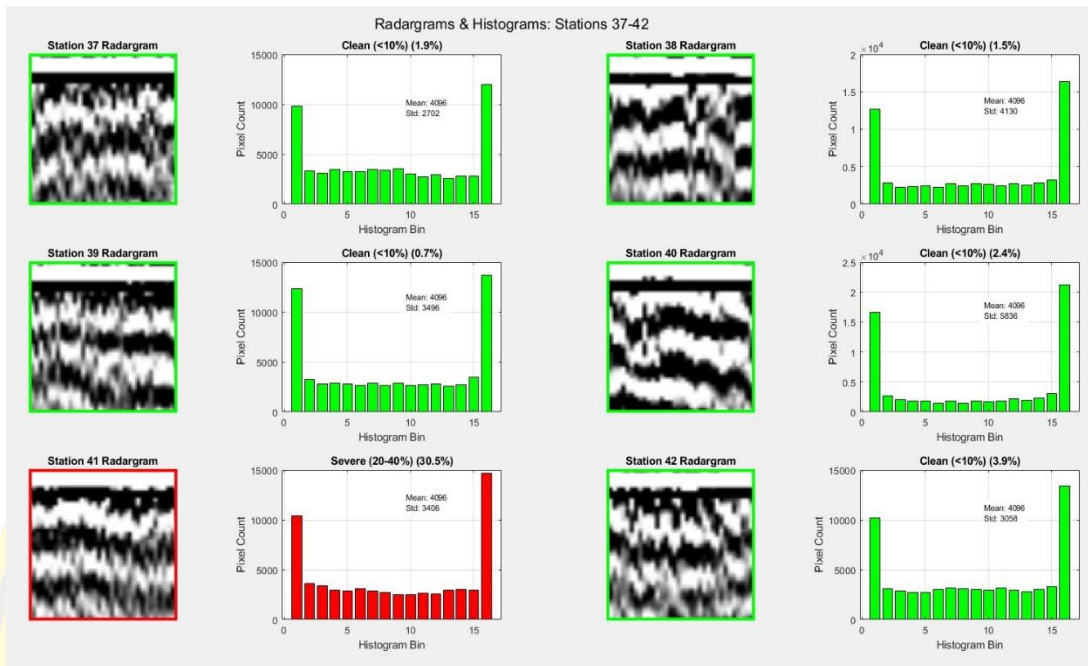 Radargrams & Histograms: Stations 37-42
Station 37 Radargram
Clean (<10%) (1.9%)
15000
10000
5000
0
Pixel Count
Mean: 4096
Std: 2702
0 5 10 15
Histogram Bin
Station 38 Radargram
Clean (<10%) (1.5%)
× 10^4
2
1.5
1
0.5
0
Pixel Count
Mean: 4096
Std: 4130
0 5 10 15
Histogram Bin
Station 39 Radargram
Clean (<10%) (0.7%)
15000
10000
5000
0
Pixel Count
Mean: 4096
Std: 3496
0 5 10 15
Histogram Bin
Station 40 Radargram
Clean (<10%) (2.4%)
× 10^4
2.5
2
1.5
1
0.5
0
Pixel Count
Mean: 4096
Std: 5836
0 5 10 15
Histogram Bin
Station 41 Radargram
Severe (20-40%) (30.5%)
15000
10000
5000
0
Pixel Count
Mean: 4096
Std: 3406
0 5 10 15
Histogram Bin
Station 42 Radargram
Clean (<10%) (3.9%)
15000
10000
5000
0
Pixel Count
Mean: 4096
Std: 3058
0 5 10 15
Histogram Bin